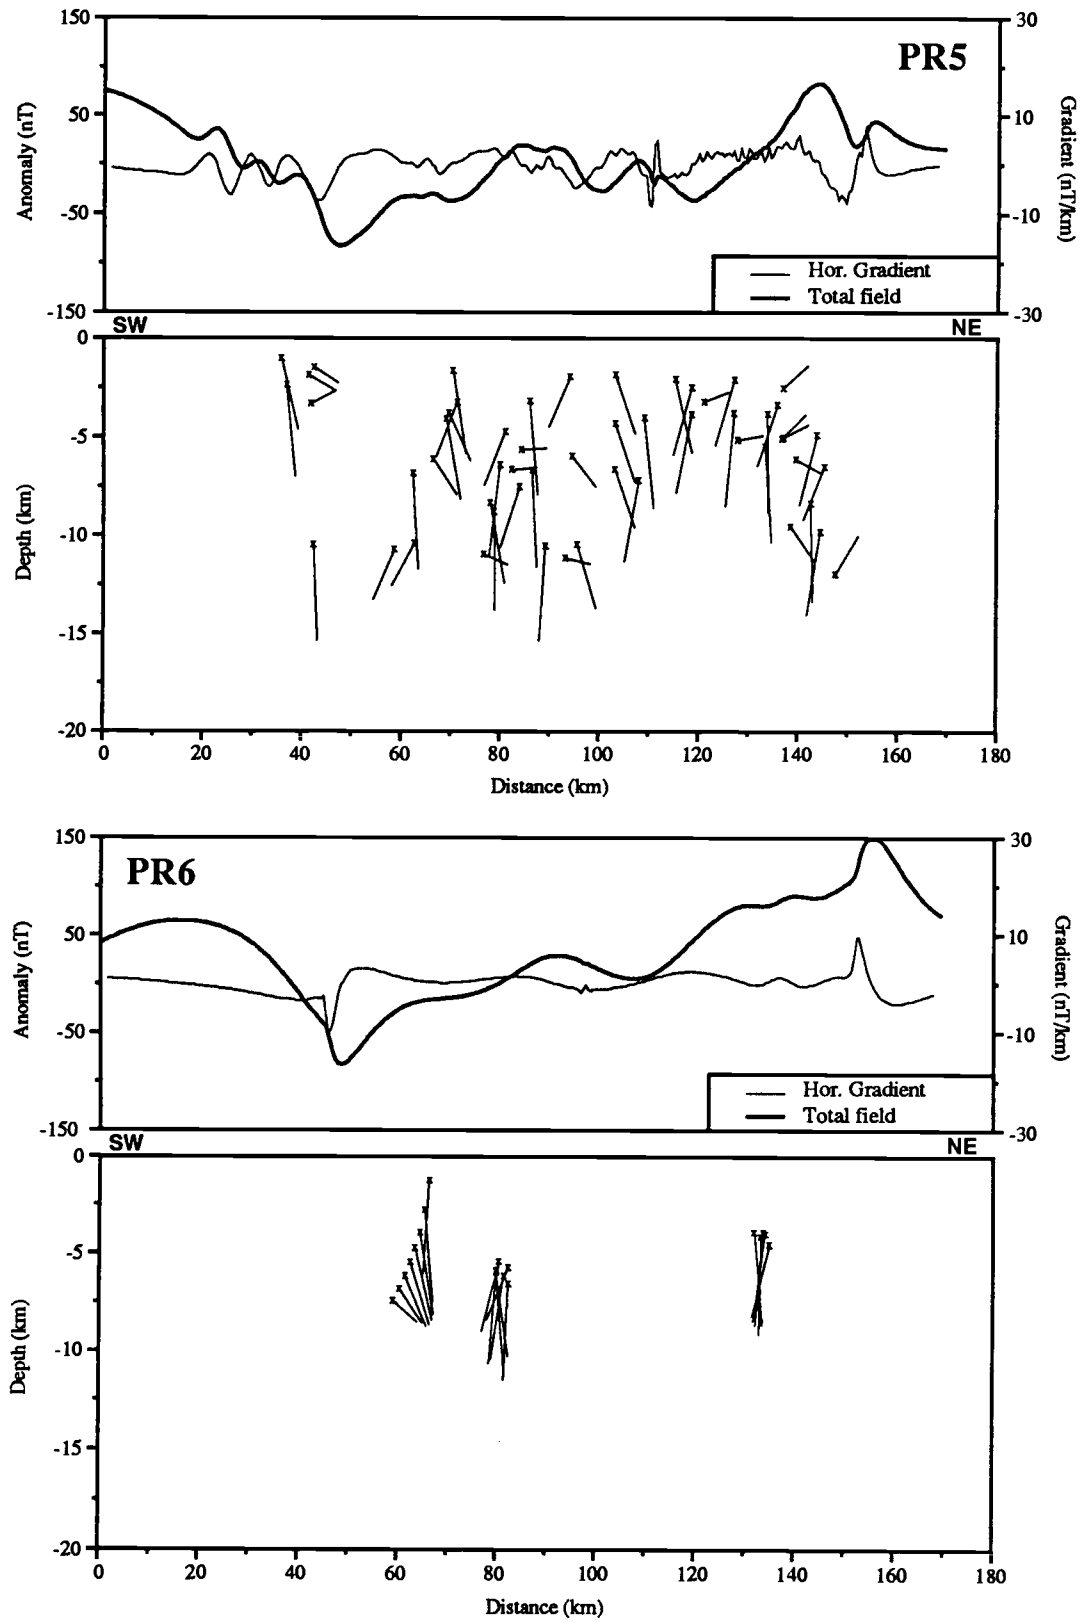 PR5
150
50
-50
-150
Anomaly (nT)
30
10
-10
-30
Gradient (nT/km)
Hor. Gradient
Total field
SW
NE
0
-5
-10
-15
-20
Depth (km)
0 20 40 60 80 100 120 140 160 180
Distance (km)
PR6
150
50
-50
-150
Anomaly (nT)
30
10
-10
-30
Gradient (nT/km)
Hor. Gradient
Total field
SW
NE
0
-5
-10
-15
-20
Depth (km)
0 20 40 60 80 100 120 140 160 180
Distance (km)